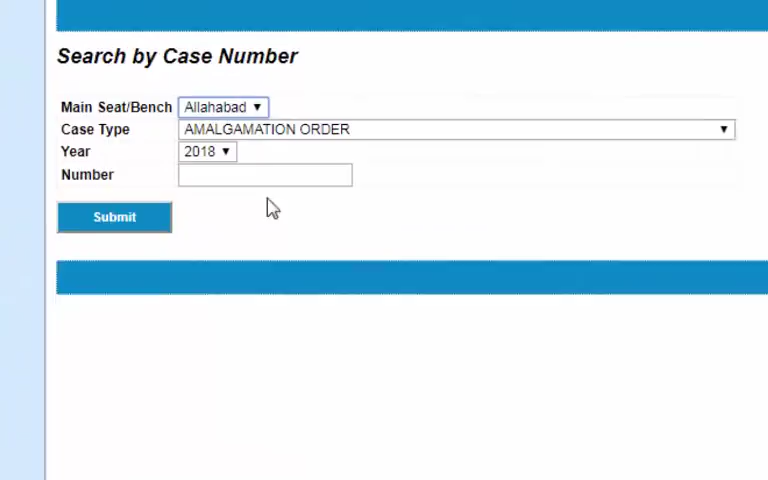 Search by Case Number
Main Seat/Bench Allahabad
Case Type AMALGAMATION ORDER
Year 2018
Number
Submit